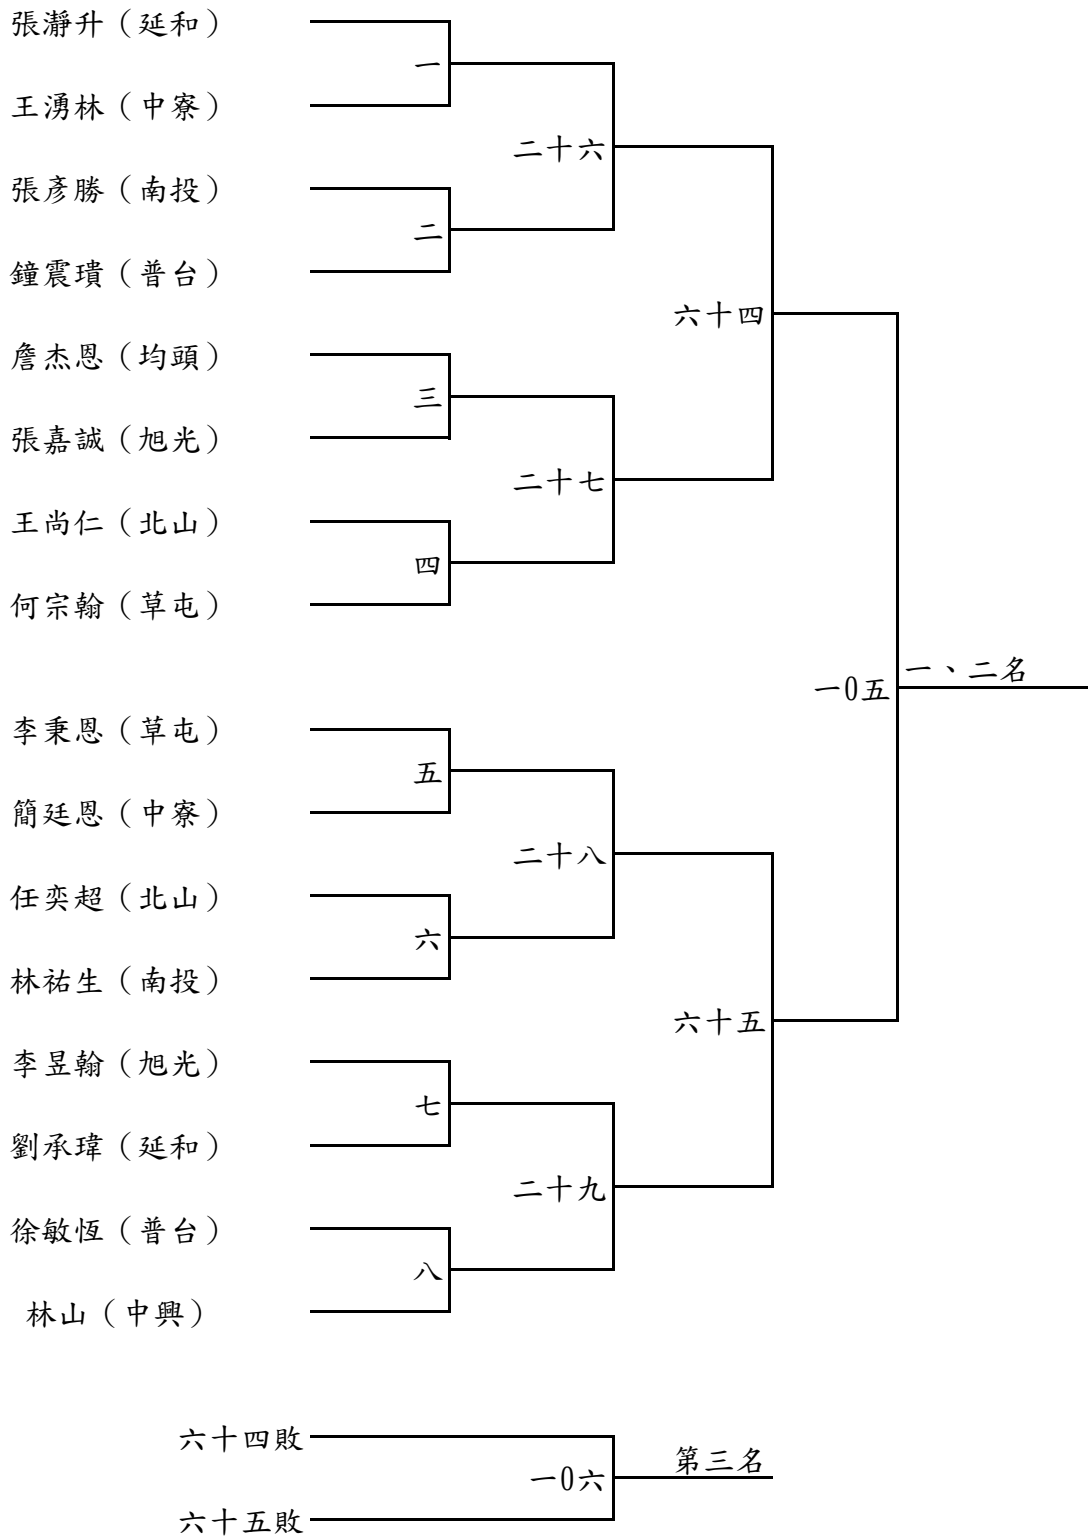 張瀞升（延和）
一
王湧林（中寮）
二十六
張彥勝（南投）
二
鐘震璝（普台）
六十四
詹杰恩（均頭）
三
張嘉誠（旭光）
二十七
王尚仁（北山）
四
何宗翰（草屯）
一、二名
一0五
李秉恩（草屯）
五
簡廷恩（中寮）
二十八
任奕超（北山）
六
林祐生（南投）
六十五
李昱翰（旭光）
七
劉承瑋（延和）
二十九
徐敏恆（普台）
八
林山（中興）
六十四敗
第三名
一0六
六十五敗